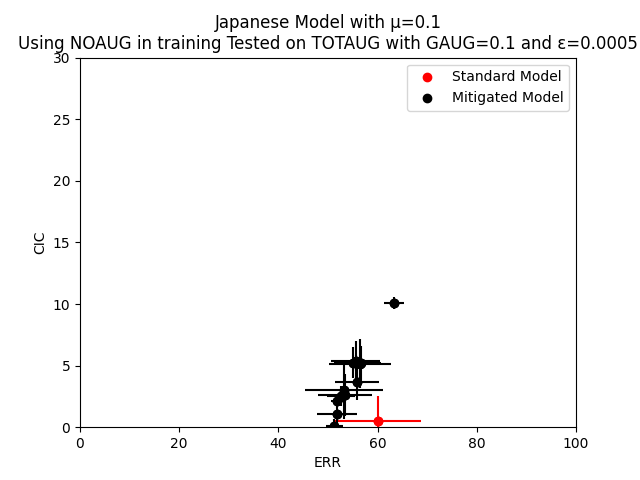 Japanese Model with μ=0.1
Using NOAUG in training Tested on TOTAUG with GAUG=0.1 and ε=0.0005
Standard Model
Mitigated Model
CIC
30
25
20
15
10
5
0
0 20 40 60 80 100
ERR